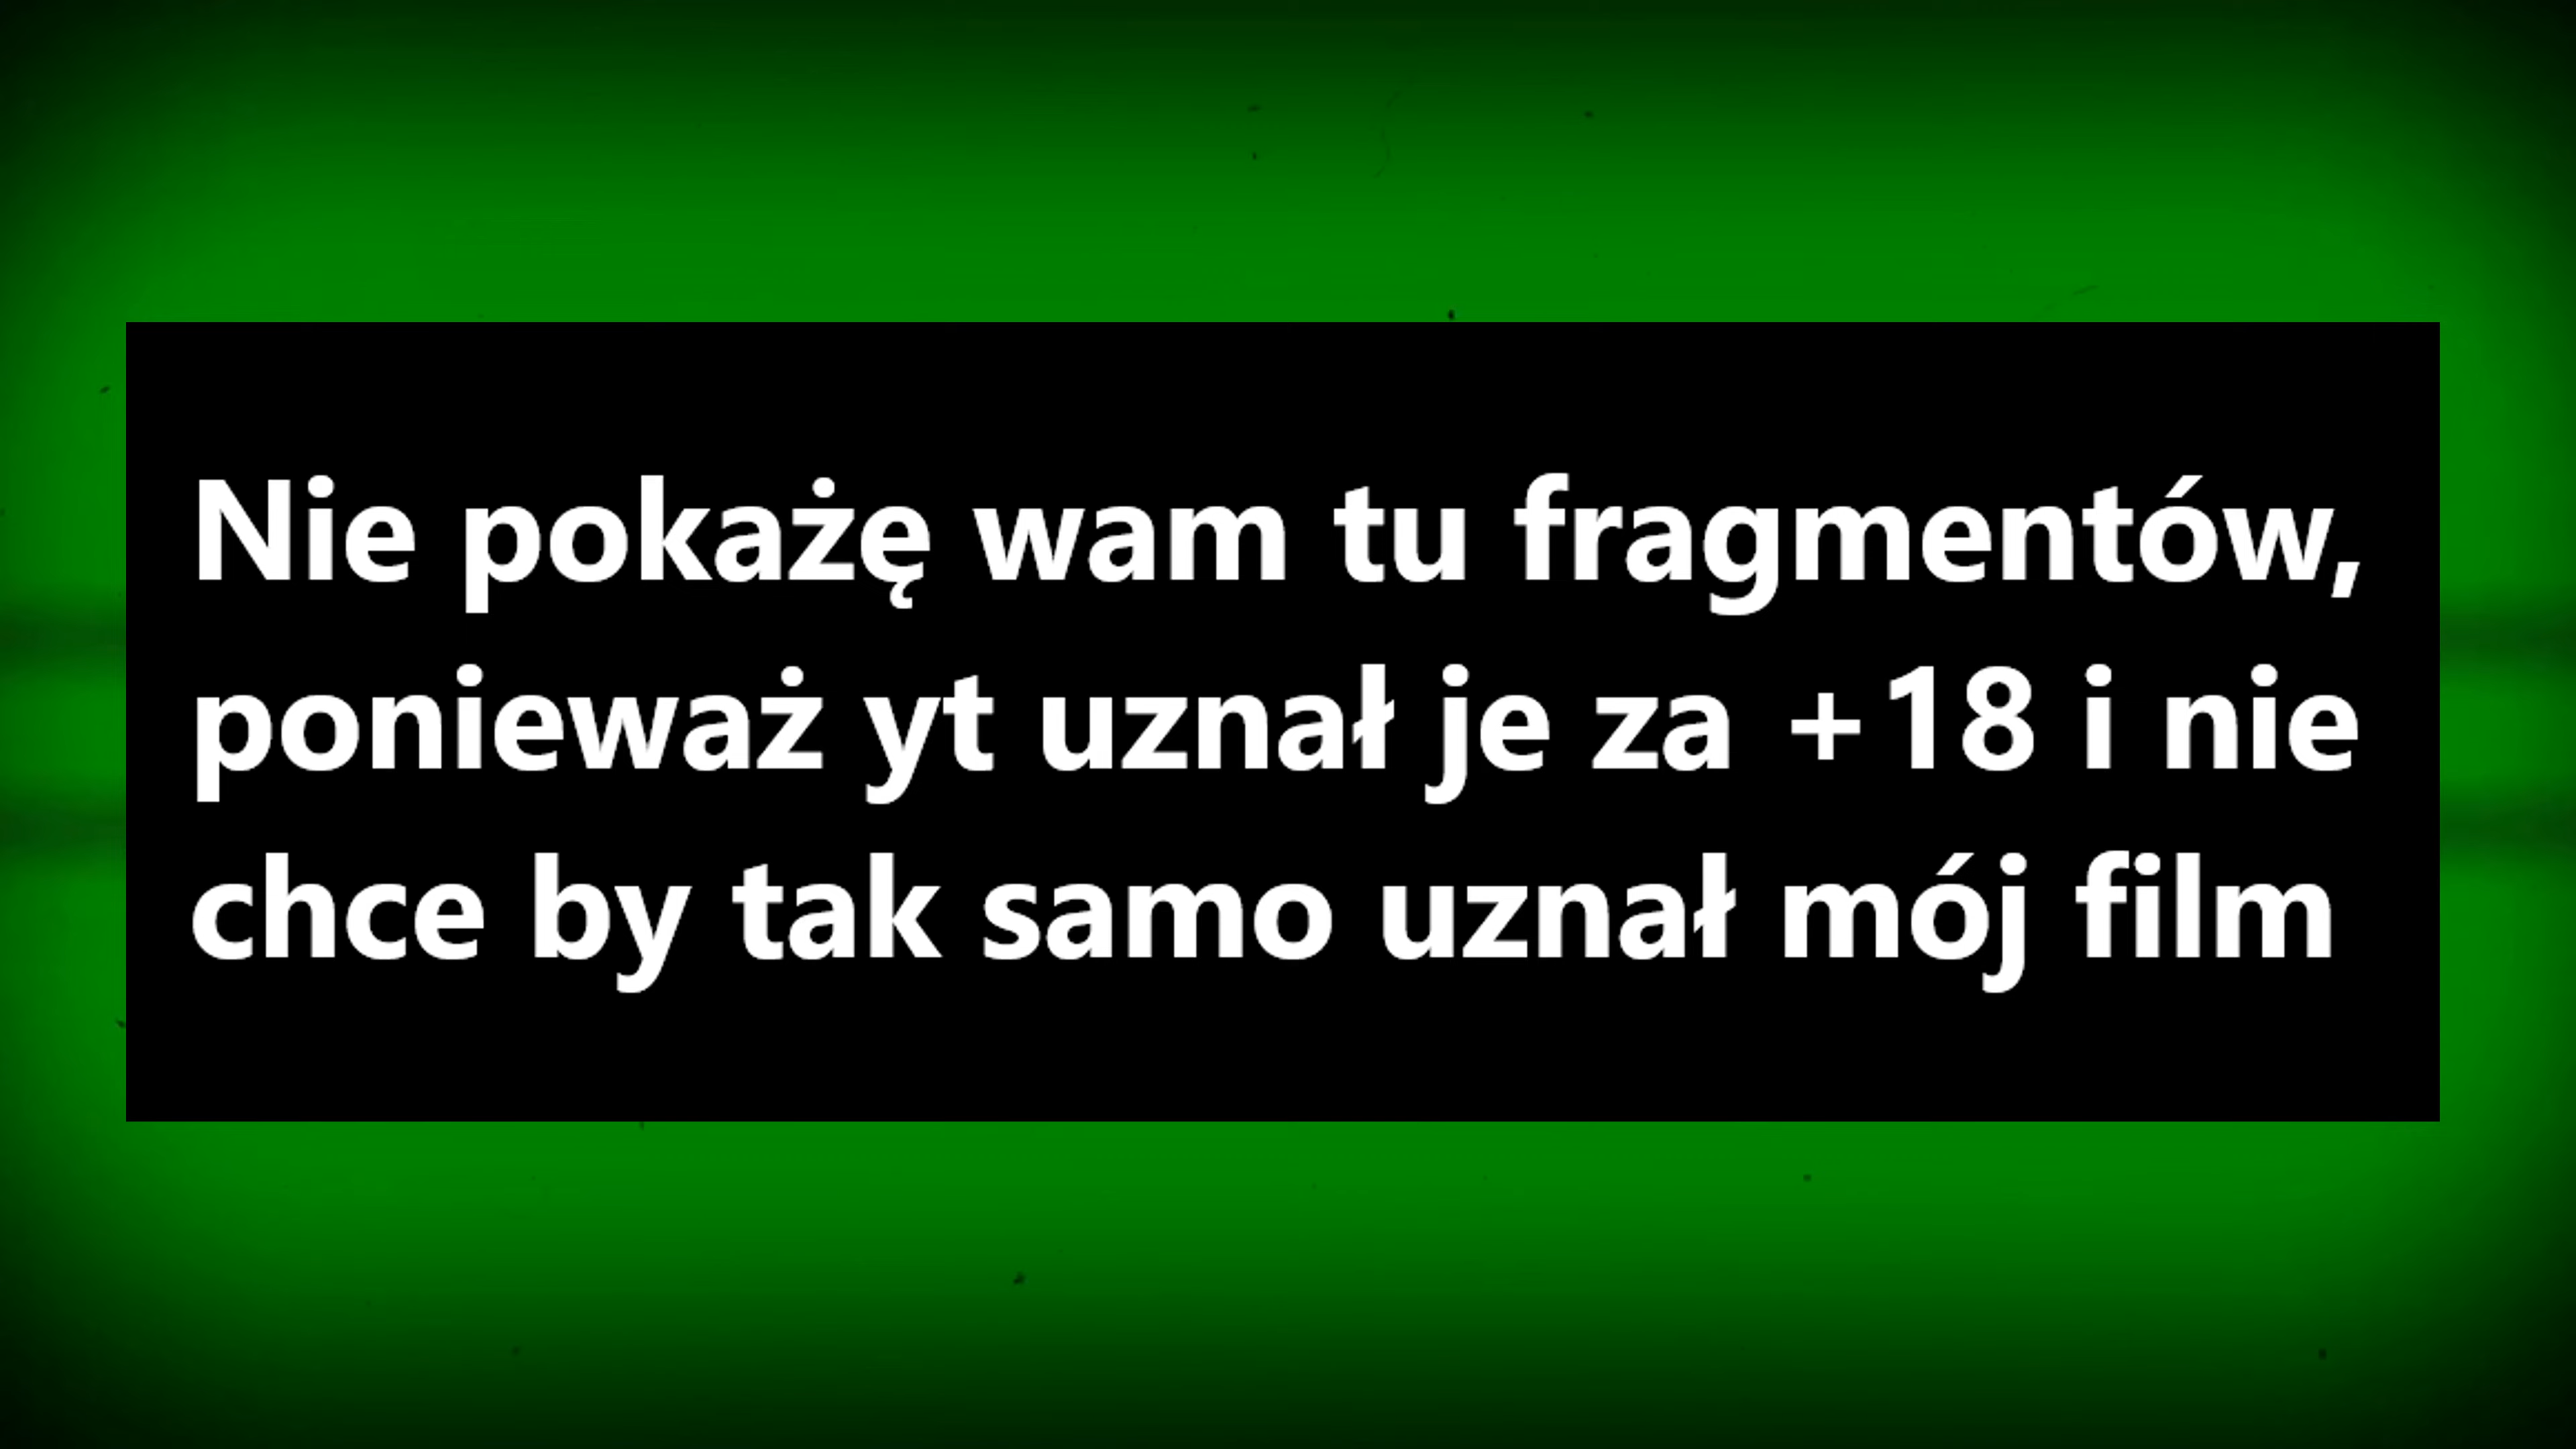 Nie pokażę wam tu fragmentów,
ponieważ yt uznał je za +18 i nie
chce by tak samo uznał mój film